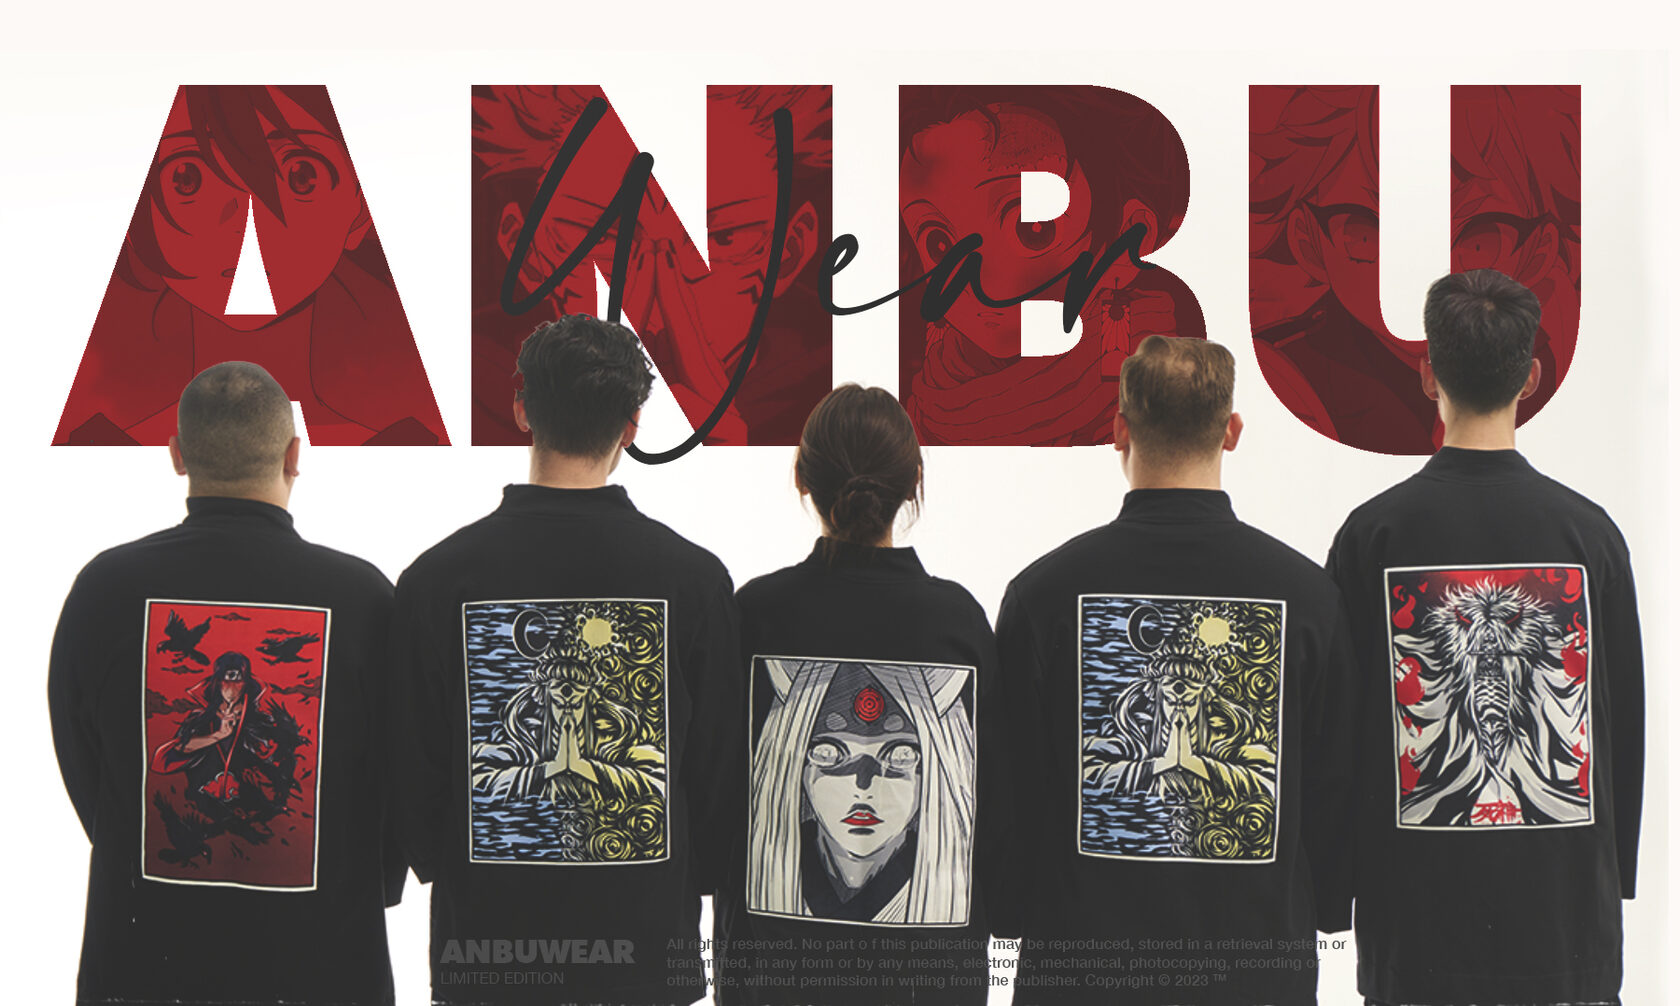 ANBU
Wear
ANBUWEAR
LIMITED EDITION
All rights reserved. No part o f this publication may be reproduced, stored in a retrieval system or
transmitted, in any form or by any means, electronic, mechanical, photocopying, recording or
otherwise, without permission in writing from the publisher. Copyright © 2023 ™